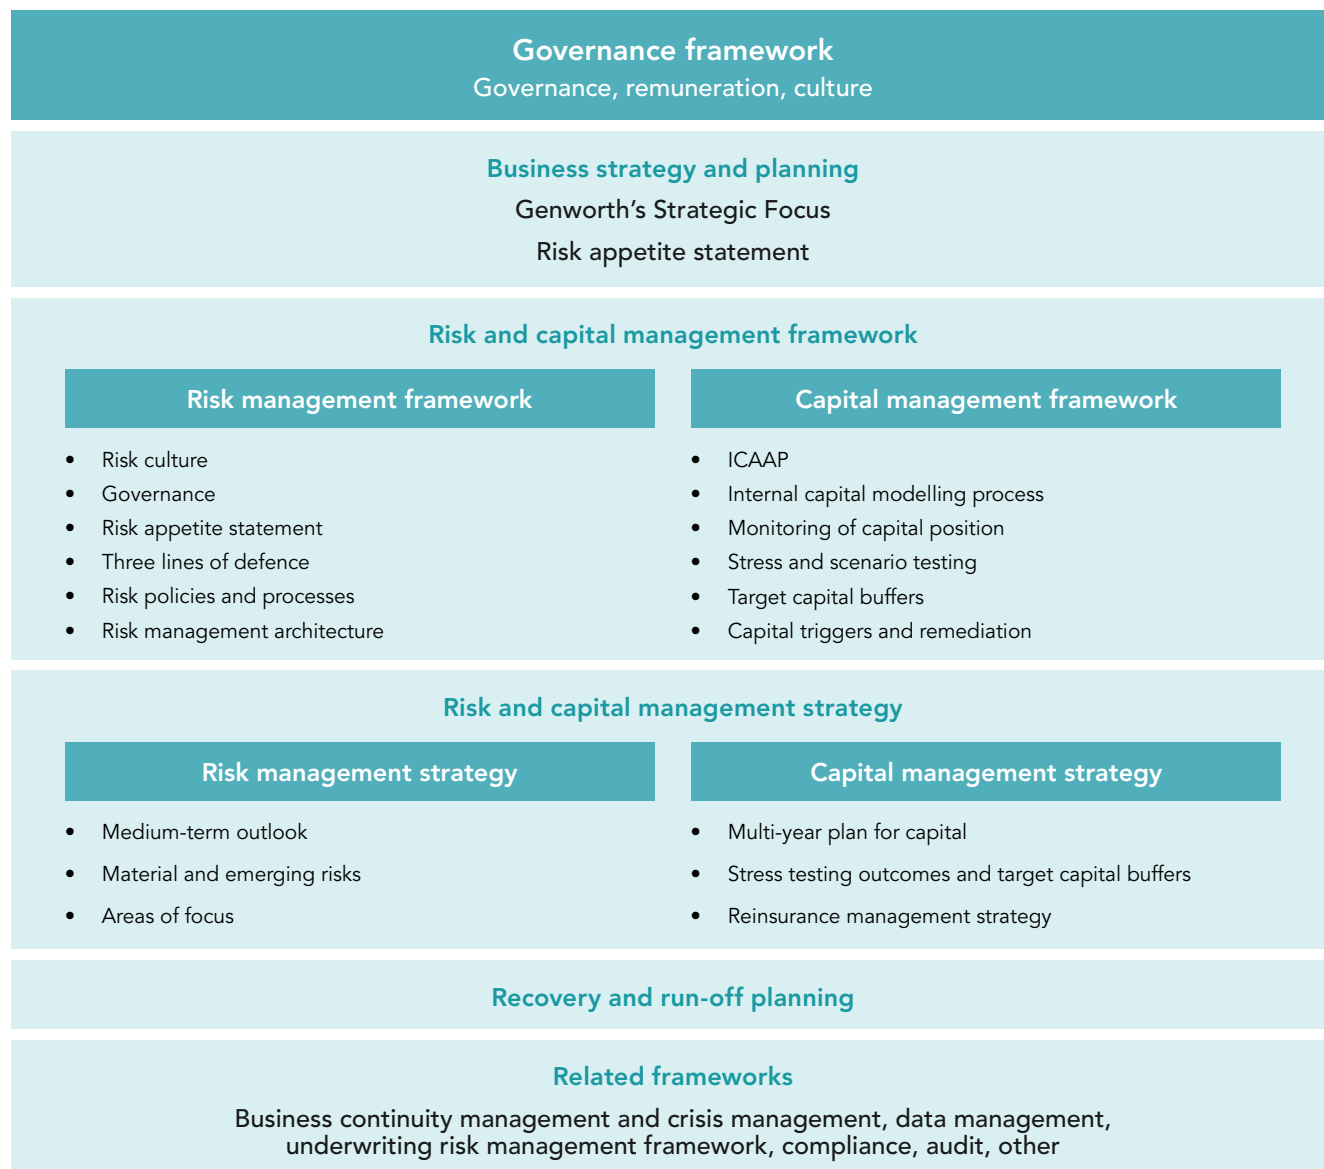 Governance framework
Governance, remuneration, culture
Business strategy and planning
Genworth’s Strategic Focus
Risk appetite statement
Risk and capital management framework
Risk management framework
• Risk culture
• Governance
• Risk appetite statement
• Three lines of defence
• Risk policies and processes
• Risk management architecture
Capital management framework
• ICAAP
• Internal capital modelling process
• Monitoring of capital position
• Stress and scenario testing
• Target capital buffers
• Capital triggers and remediation
Risk and capital management strategy
Risk management strategy
• Medium-term outlook
• Material and emerging risks
• Areas of focus
Capital management strategy
• Multi-year plan for capital
• Stress testing outcomes and target capital buffers
• Reinsurance management strategy
Recovery and run-off planning
Related frameworks
Business continuity management and crisis management, data management,
underwriting risk management framework, compliance, audit, other